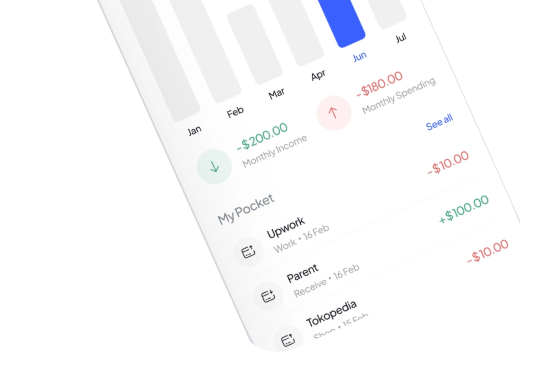 Jan Feb Mar Apr Jun Jul
-$200.00 -$180.00
Monthly Income Monthly Spending
My Pocket See all
Upwork -$10.00
Work • 16 Feb
Parent +$100.00
Receive • 16 Feb
Tokopedia -$10.00
Shop • 15 Feb